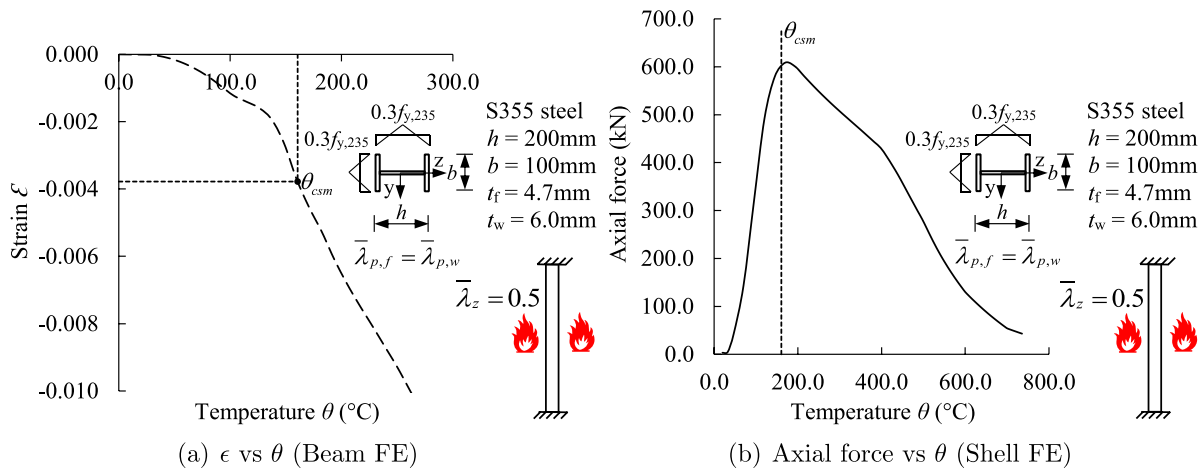 0.000
0.0
100.0
200.0
300.0
-0.002
-0.004
-0.006
-0.008
-0.010
Strain ε
Temperature θ (°C)
θcsm
0.3fy,235
0.3fy,235
z
b
y
h
λ̅p,f = λ̅p,w
S355 steel
h = 200mm
b = 100mm
tf = 4.7mm
tw = 6.0mm
λ̅z = 0.5
(a) ϵ vs θ (Beam FE)
700.0
600.0
500.0
400.0
300.0
200.0
100.0
0.0
0.0
200.0
400.0
600.0
800.0
Axial force (kN)
Temperature θ (°C)
θcsm
0.3fy,235
0.3fy,235
z
b
y
h
λ̅p,f = λ̅p,w
S355 steel
h = 200mm
b = 100mm
tf = 4.7mm
tw = 6.0mm
λ̅z = 0.5
(b) Axial force vs θ (Shell FE)